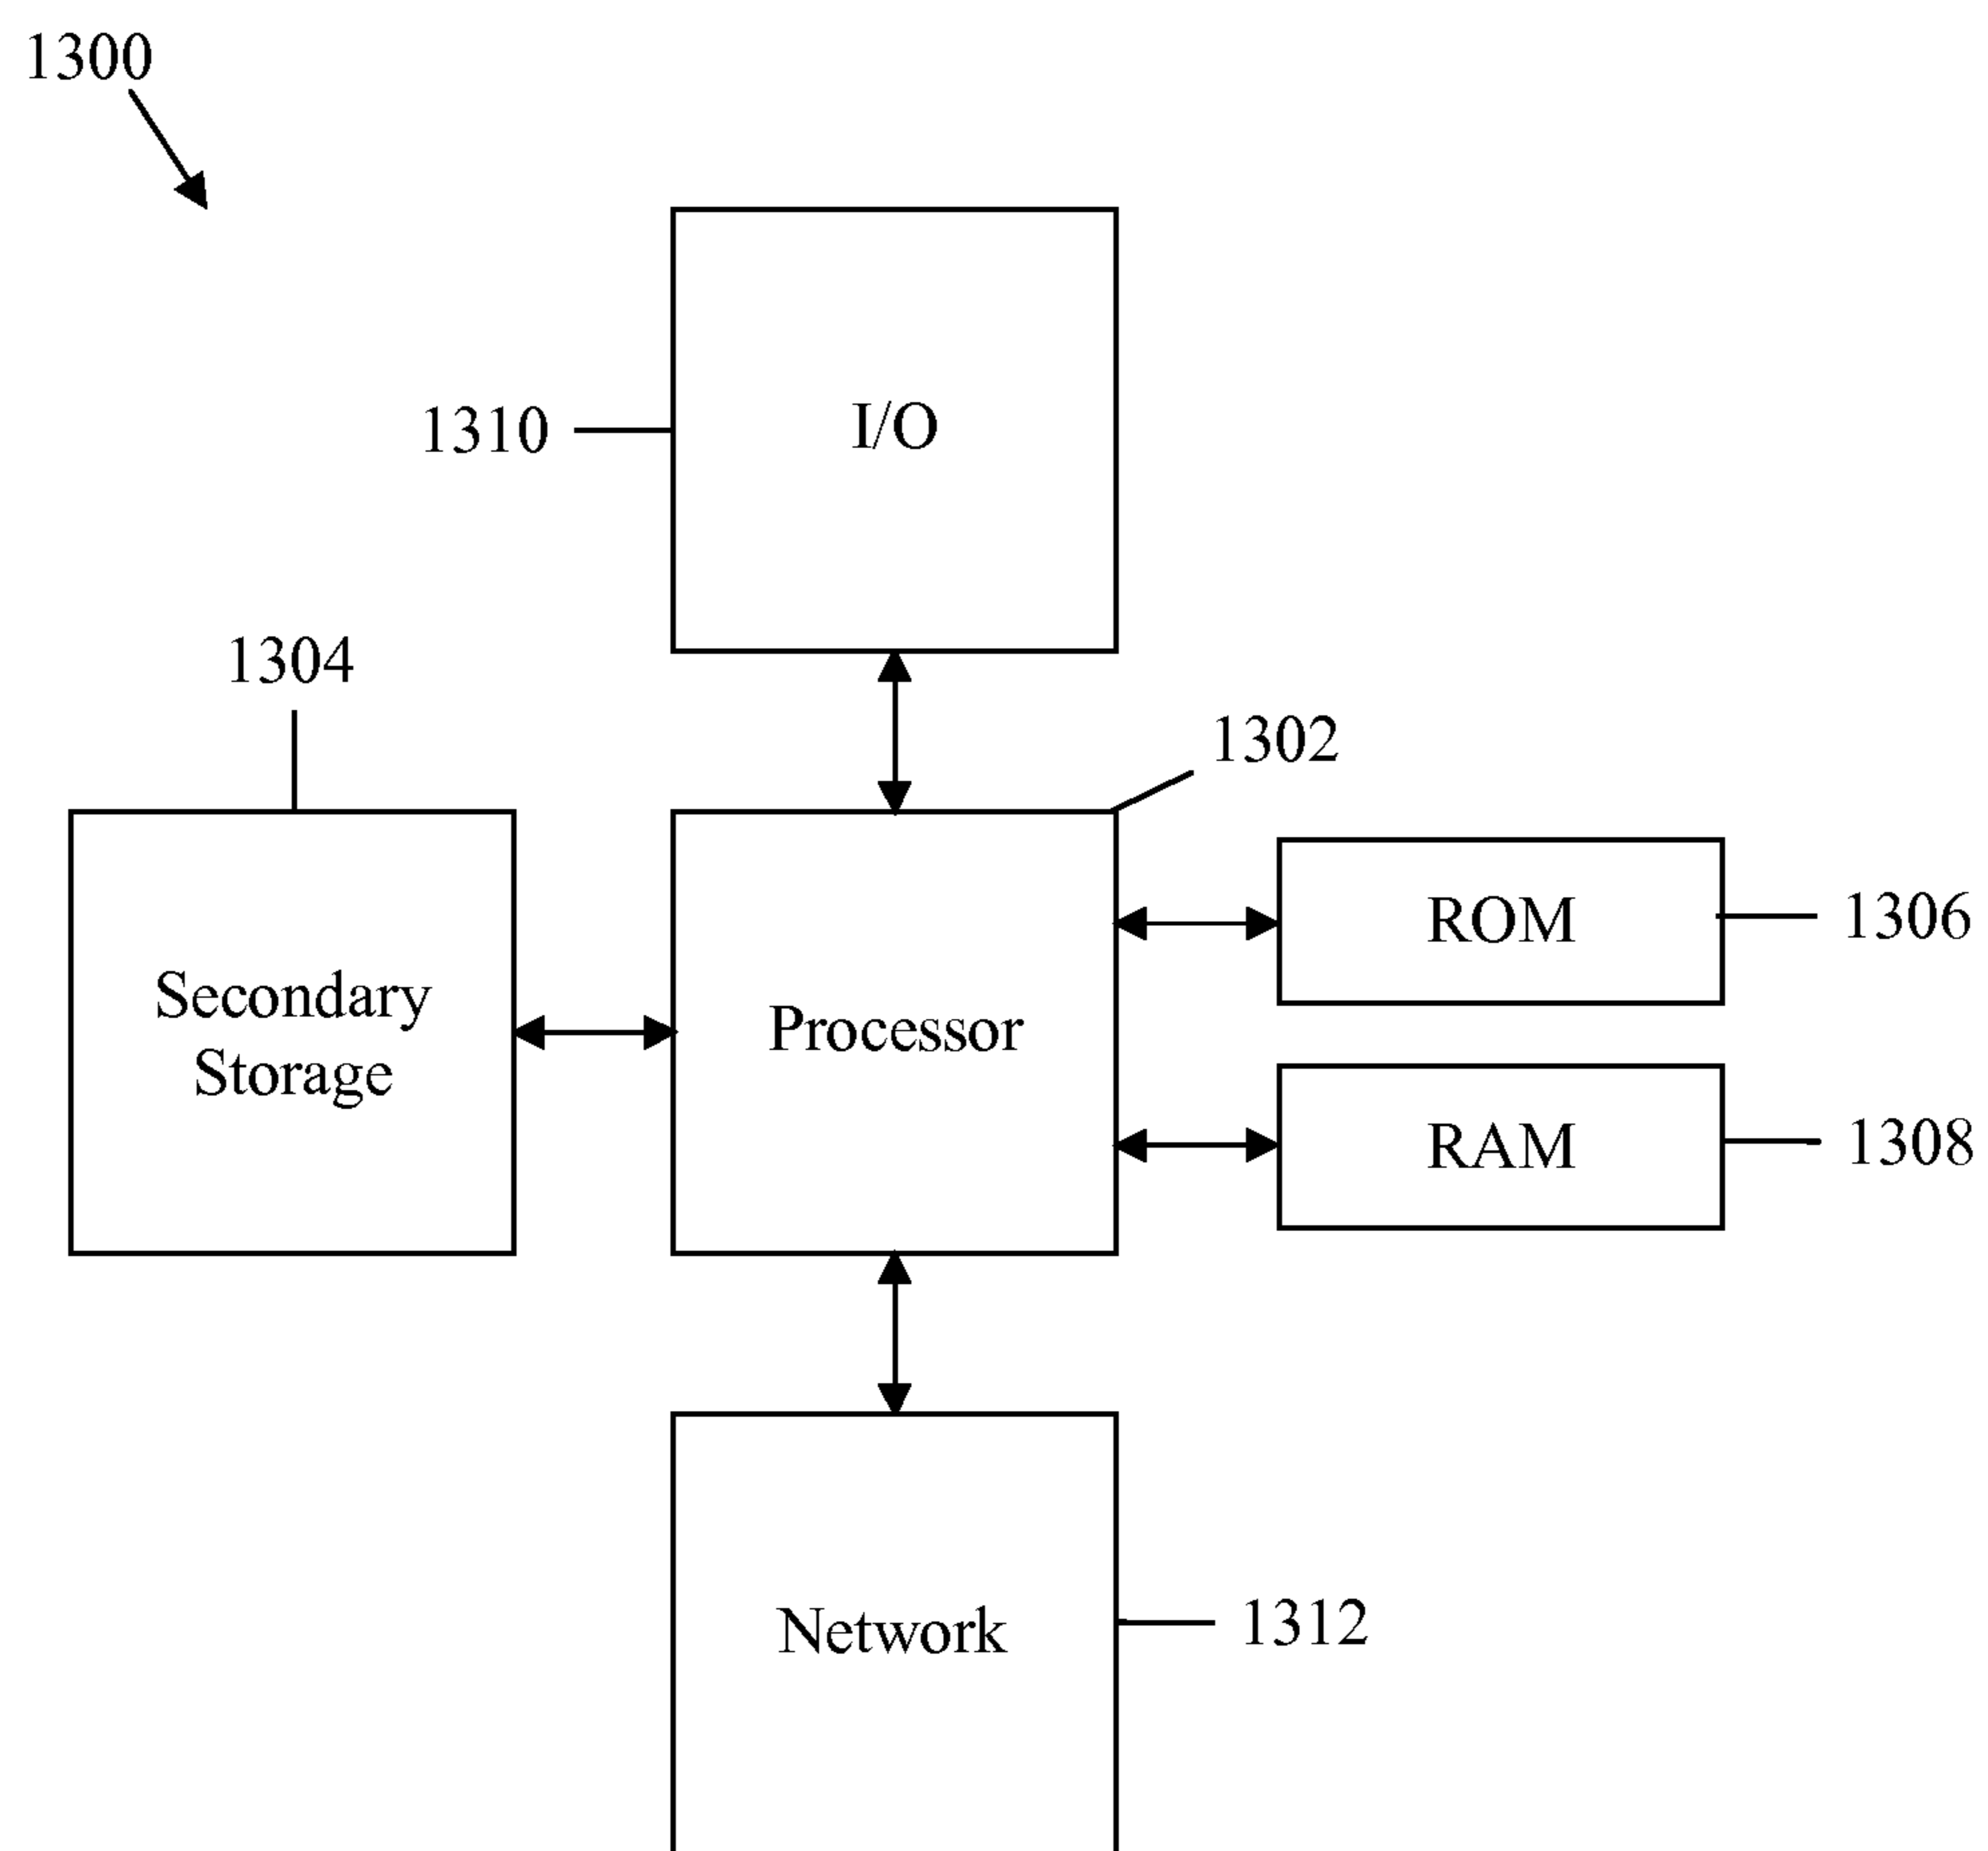 1300
I/O
1310
1304
1302
ROM
1306
Secondary
Storage
Processor
RAM
1308
Network
1312